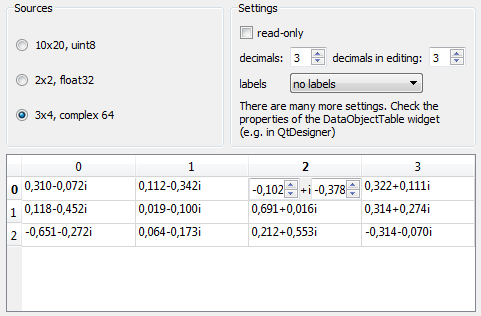 Sources
10x20, uint8
2x2, float32
3x4, complex 64
Settings
read-only
decimals: 3 decimals in editing: 3
labels no labels
There are many more settings. Check the
properties of the DataObjectTable widget
(e.g. in QtDesigner)
0 1 2 3
0 0,310-0,072i 0,112-0,342i -0,102 +i -0,378 0,322+0,111i
1 0,118-0,452i 0,019-0,100i 0,691+0,016i 0,314+0,274i
2 -0,651-0,272i 0,064-0,173i 0,212+0,553i -0,314-0,070i